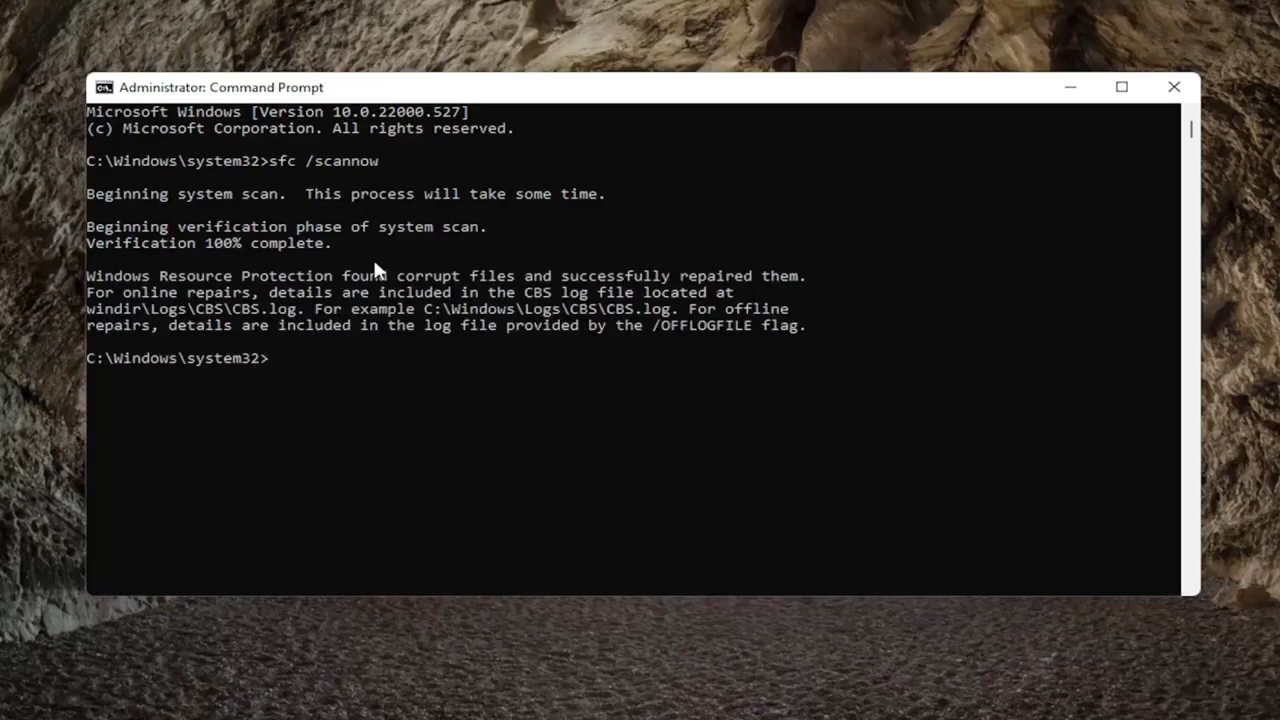 Administrator: Command Prompt
Microsoft Windows [Version 10.0.22000.527]
(c) Microsoft Corporation. All rights reserved.
C:\Windows\system32>sfc /scannow
Beginning system scan.  This process will take some time.
Beginning verification phase of system scan.
Verification 100% complete.
Windows Resource Protection found corrupt files and successfully repaired them.
For online repairs, details are included in the CBS log file located at
windir\Logs\CBS\CBS.log. For example C:\Windows\Logs\CBS\CBS.log. For offline
repairs, details are included in the log file provided by the /OFFLOGFILE flag.
C:\Windows\system32>